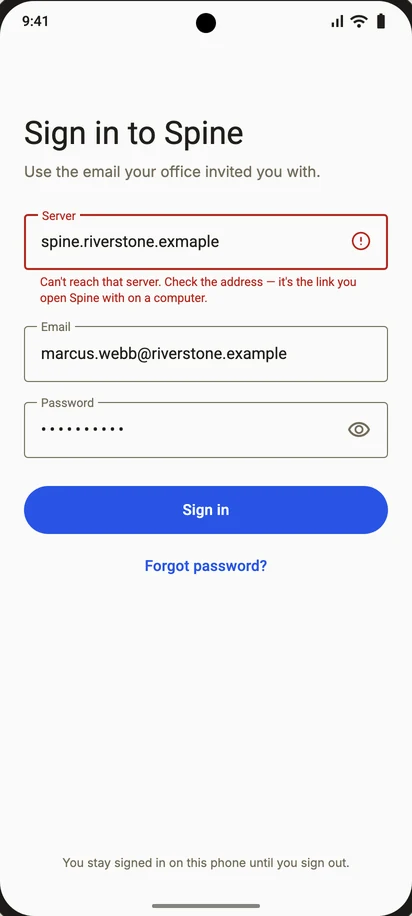 9:41
Sign in to Spine
Use the email your office invited you with.
Server
spine.riverstone.exmaple
Can't reach that server. Check the address — it's the link you
open Spine with on a computer.
Email
marcus.webb@riverstone.example
Password
••••••••••
Sign in
Forgot password?
You stay signed in on this phone until you sign out.